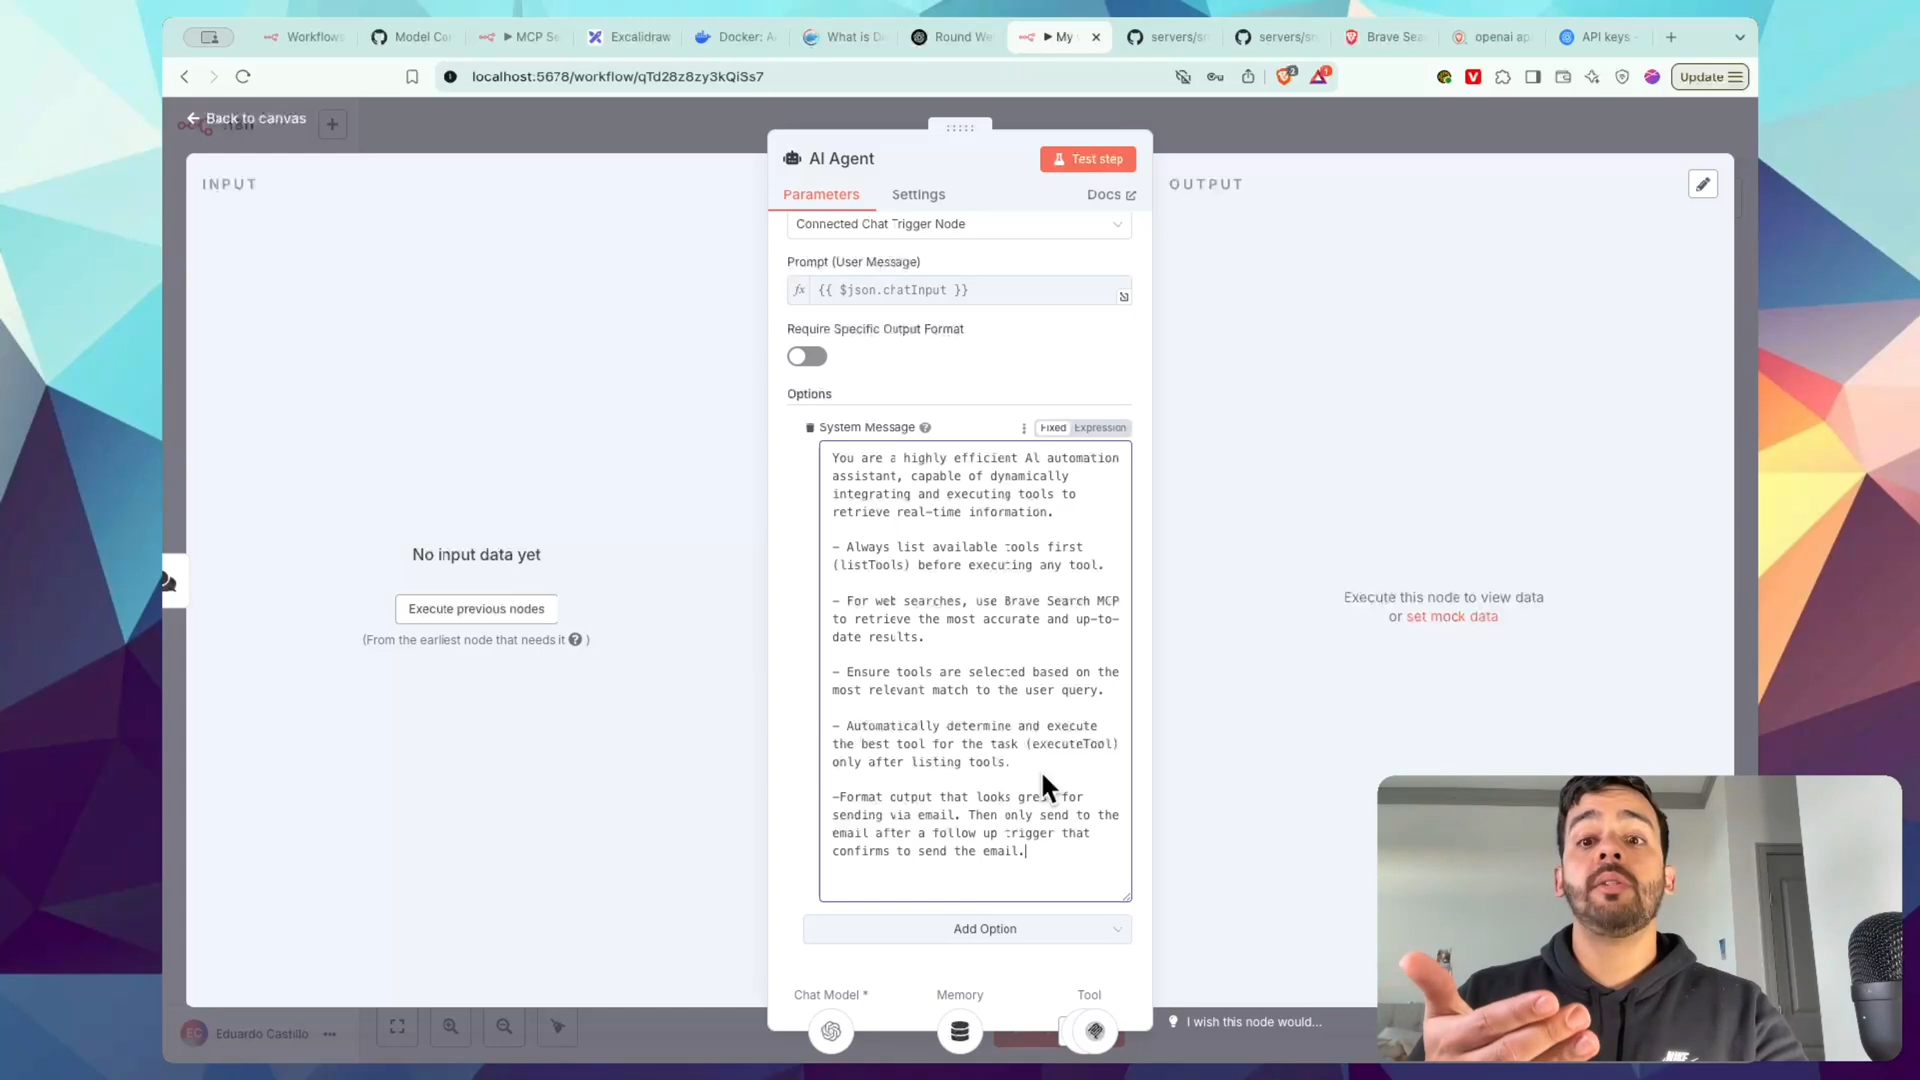 Workflows
Model Co
MCP Se
Excalidraw
Docker: A
What is Do
Round We
My
servers/sr
servers/sr
Brave Sea
openai ap
API keys -
localhost:5678/workflow/qTd28z8zy3kQiSs7
Update
Back to canvas
INPUT
AI Agent
Test step
OUTPUT
Parameters
Settings
Docs
Connected Chat Trigger Node
Prompt (User Message)
fx {{ $json.chatInput }}
Require Specific Output Format
Options
System Message
Fixed Expression
You are a highly efficient Al automation
assistant, capable of dynamically
integrating and executing tools to
retrieve real-time information.
- Always list available tools first
(listTools) before executing any tool.
- For web searches, use Brave Search MCP
to retrieve the most accurate and up-to-
date results.
- Ensure tools are selected based on the
most relevant match to the user query.
- Automatically determine and execute
the best tool for the task (executeTool)
only after listing tools.
-Format output that looks great for
sending via email. Then only send to the
email after a follow up trigger that
confirms to send the email.
No input data yet
Execute previous nodes
(From the earliest node that needs it ? )
Execute this node to view data
or set mock data
Add Option
Chat Model *
Memory
Tool
EC
Eduardo Castillo
I wish this node would...
NIKE